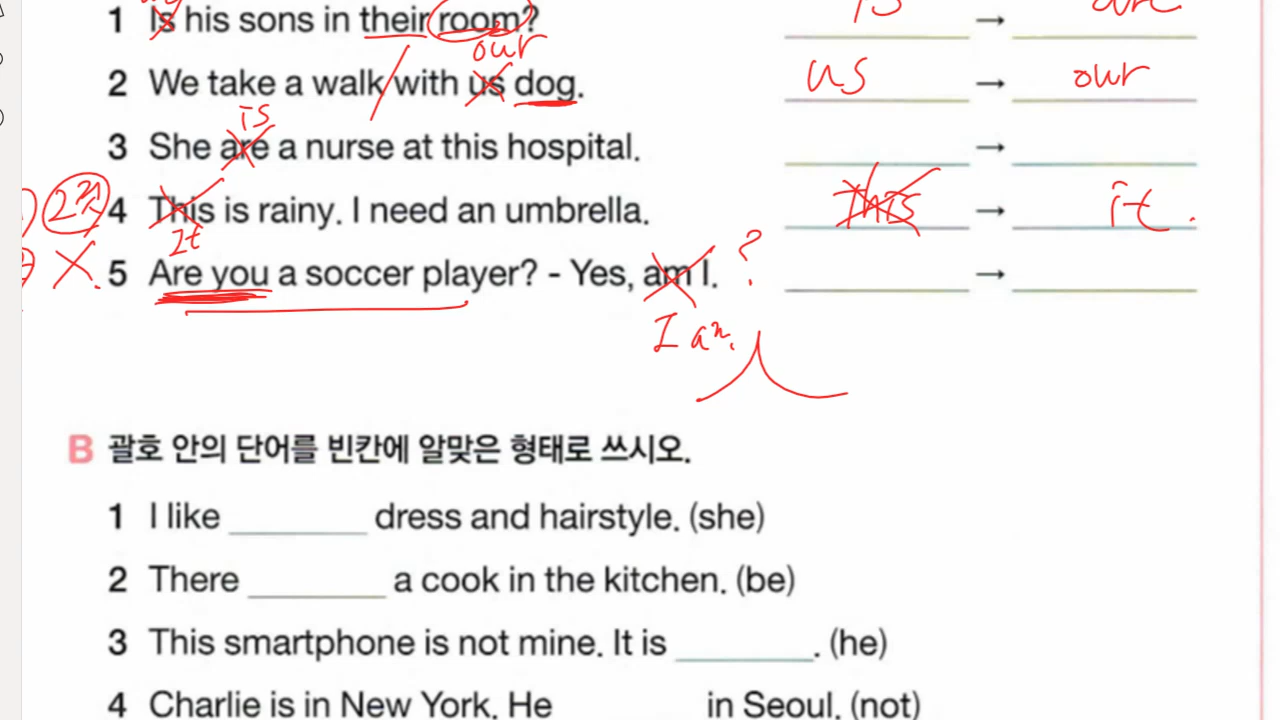 1 Is his sons in their room? is → are
our
2 We take a walk with us dog. us → our
is
3 She are a nurse at this hospital. →
4 This is rainy. I need an umbrella. This → it.
It
5 Are you a soccer player? - Yes, am I. ? →
I am.
B 괄호 안의 단어를 빈칸에 알맞은 형태로 쓰시오.
1 I like ________ dress and hairstyle. (she)
2 There ________ a cook in the kitchen. (be)
3 This smartphone is not mine. It is ________. (he)
4 Charlie is in New York. He ________ in Seoul. (not)